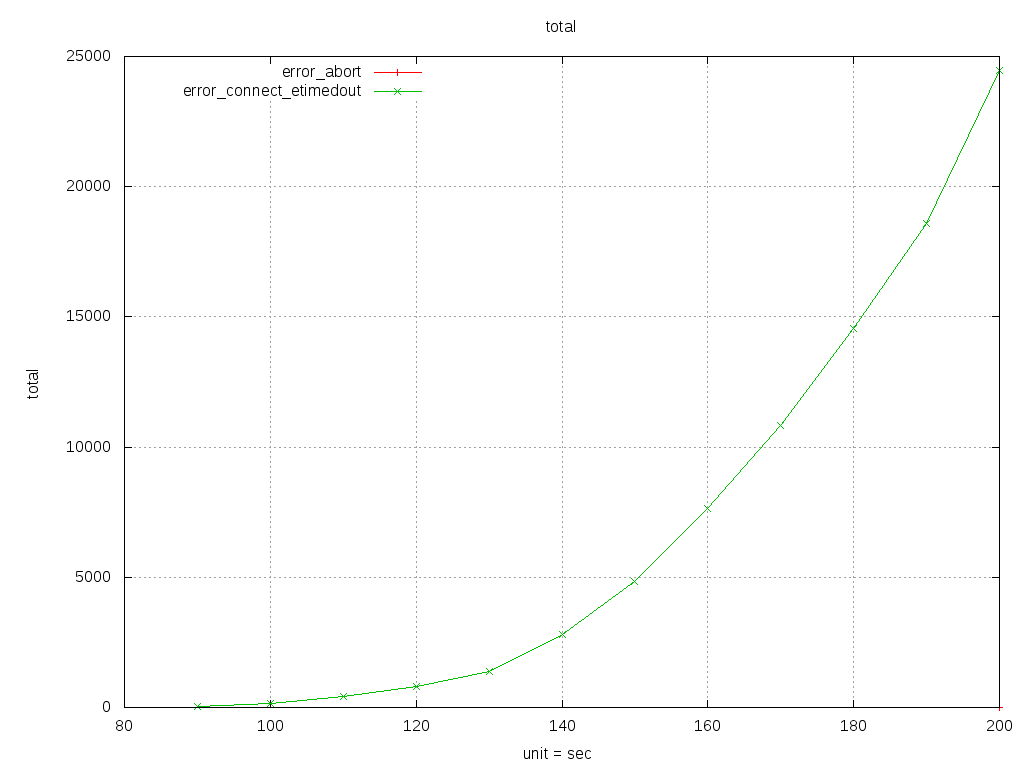 total
25000
error_abort
error_connect_etimedout
20000
15000
total
10000
5000
0
80 100 120 140 160 180 200
unit = sec